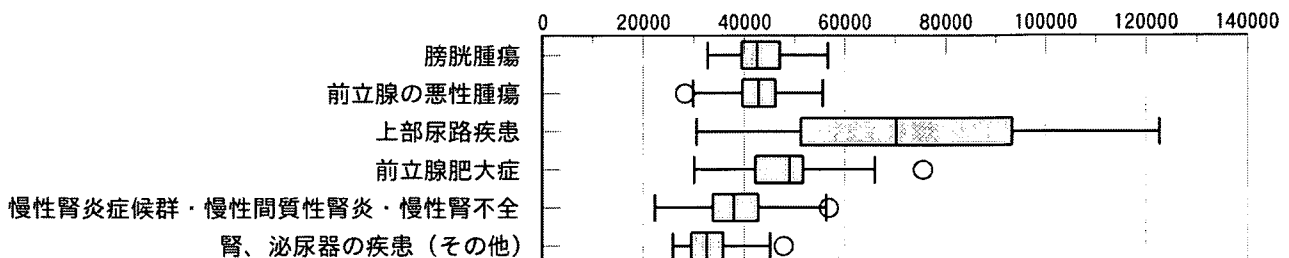 0 20000 40000 60000 80000 100000 120000 140000
膀胱腫瘍
前立腺の悪性腫瘍
上部尿路疾患
前立腺肥大症
慢性腎炎症候群・慢性間質性腎炎・慢性腎不全
腎、泌尿器の疾患（その他）